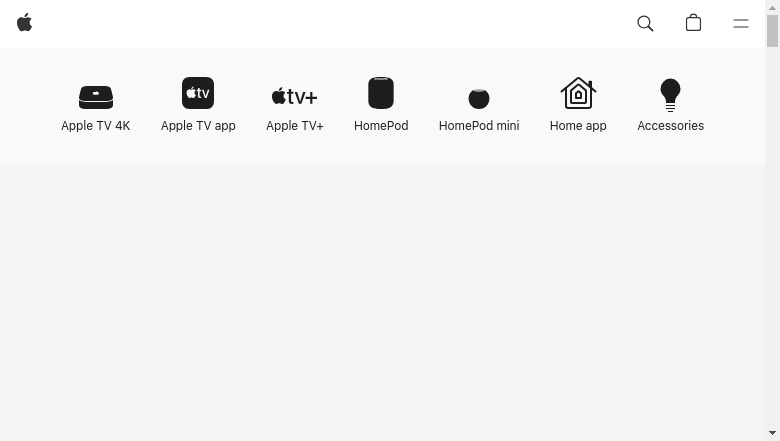 tv
tv+
Apple TV 4K
Apple TV app
Apple TV+
HomePod
HomePod mini
Home app
Accessories